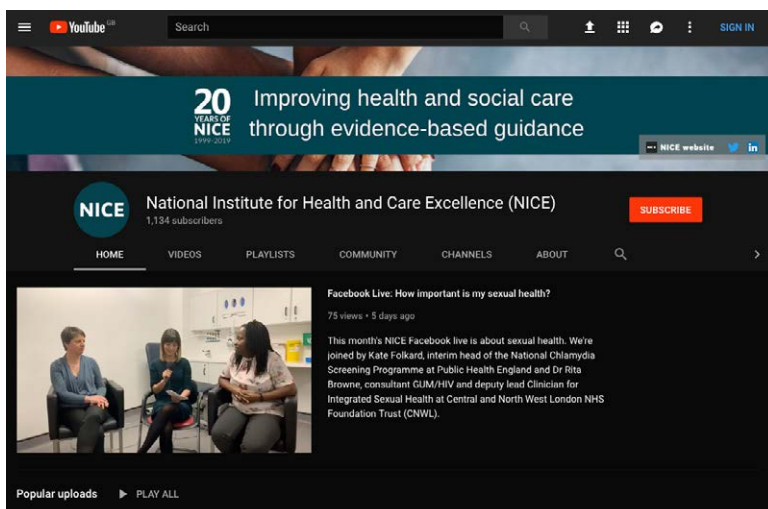 YouTube GB
Search
SIGN IN
20
YEARS OF
NICE
1999-2019
Improving health and social care
through evidence-based guidance
NICE website
in
NICE
National Institute for Health and Care Excellence (NICE)
1,134 subscribers
SUBSCRIBE
HOME VIDEOS PLAYLISTS COMMUNITY CHANNELS ABOUT
Facebook Live: How important is my sexual health?
75 views • 5 days ago
This month's NICE Facebook live is about sexual health. We're
joined by Kate Folkard, interim head of the National Chlamydia
Screening Programme at Public Health England and Dr Rita
Browne, consultant GUM/HIV and deputy lead Clinician for
Integrated Sexual Health at Central and North West London NHS
Foundation Trust (CNWL).
Popular uploads PLAY ALL